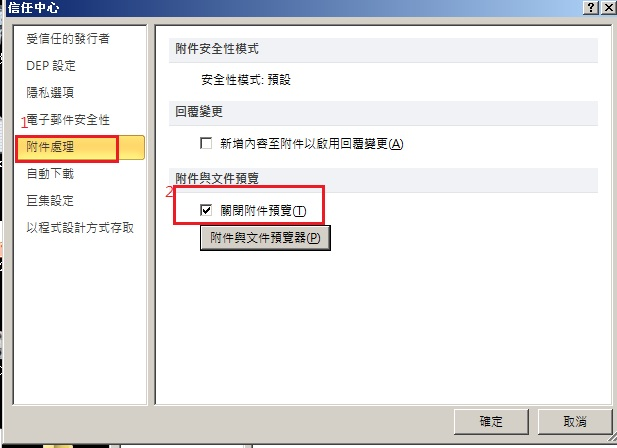 信任中心
受信任的發行者
DEP 設定
隱私選項
電子郵件安全性
1
附件處理
自動下載
巨集設定
以程式設計方式存取
附件安全性模式
安全性模式: 預設
回覆變更
新增內容至附件以啟用回覆變更(A)
附件與文件預覽
2
關閉附件預覽(T)
附件與文件預覽器(P)
確定
取消